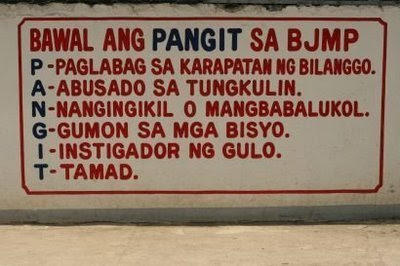 BAWAL ANG PANGIT SA BJMP
P-PAGLABAG SA KARAPATAN NG BILANGGO.
A-ABUSADO SA TUNGKULIN.
N-NANGINGIKIL O MANGBABALUKOL.
G-GUMON SA MGA BISYO.
I-INSTIGADOR NG GULO.
T-TAMAD.